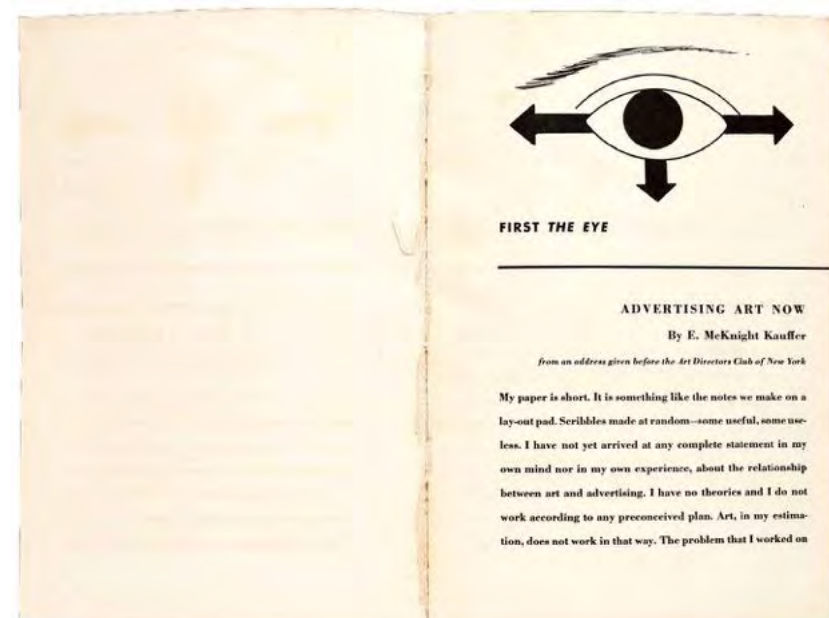 FIRST THE EYE
ADVERTISING ART NOW
By E. McKnight Kauffer
from an address given before the Art Directors Club of New York
My paper is short. It is something like the notes we make on a
lay-out pad. Scribbles made at random—some useful, some use-
less. I have not yet arrived at any complete statement in my
own mind nor in my own experience, about the relationship
between art and advertising. I have no theories and I do not
work according to any preconceived plan. Art, in my estima-
tion, does not work in that way. The problem that I worked on